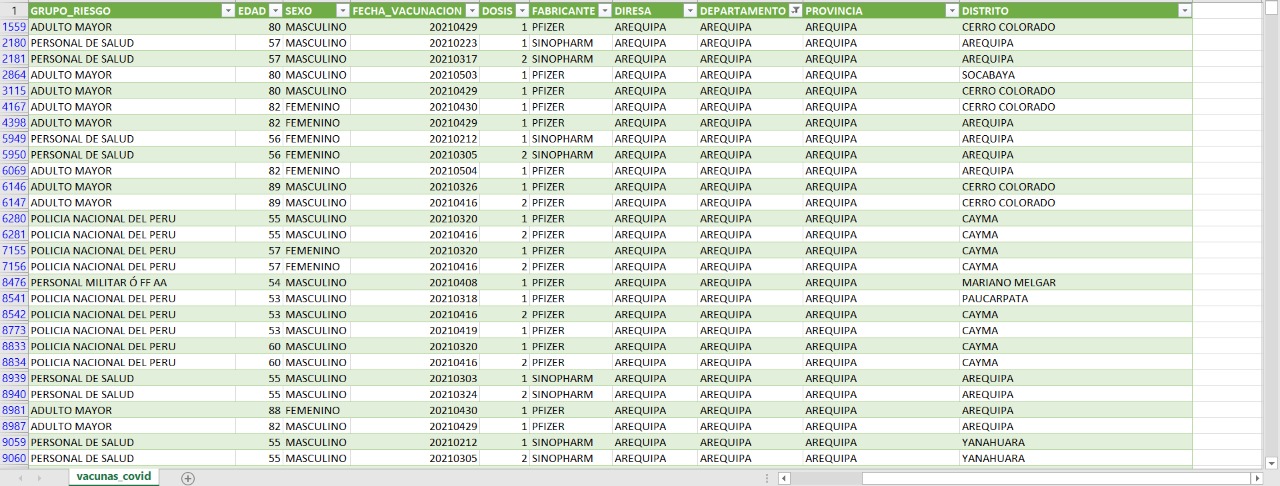 1 GRUPO_RIESGO EDAD SEXO FECHA_VACUNACION DOSIS FABRICANTE DIRESA DEPARTAMENTO PROVINCIA DISTRITO
1559 ADULTO MAYOR 80 MASCULINO 20210429 1 PFIZER AREQUIPA AREQUIPA AREQUIPA CERRO COLORADO
2180 PERSONAL DE SALUD 57 MASCULINO 20210223 1 SINOPHARM AREQUIPA AREQUIPA AREQUIPA AREQUIPA
2181 PERSONAL DE SALUD 57 MASCULINO 20210317 2 SINOPHARM AREQUIPA AREQUIPA AREQUIPA AREQUIPA
2864 ADULTO MAYOR 80 MASCULINO 20210503 1 PFIZER AREQUIPA AREQUIPA AREQUIPA SOCABAYA
3115 ADULTO MAYOR 80 MASCULINO 20210429 1 PFIZER AREQUIPA AREQUIPA AREQUIPA CERRO COLORADO
4167 ADULTO MAYOR 82 FEMENINO 20210430 1 PFIZER AREQUIPA AREQUIPA AREQUIPA CERRO COLORADO
4398 ADULTO MAYOR 82 FEMENINO 20210429 1 PFIZER AREQUIPA AREQUIPA AREQUIPA AREQUIPA
5949 PERSONAL DE SALUD 56 FEMENINO 20210212 1 SINOPHARM AREQUIPA AREQUIPA AREQUIPA AREQUIPA
5950 PERSONAL DE SALUD 56 FEMENINO 20210305 2 SINOPHARM AREQUIPA AREQUIPA AREQUIPA AREQUIPA
6069 ADULTO MAYOR 82 FEMENINO 20210504 1 PFIZER AREQUIPA AREQUIPA AREQUIPA AREQUIPA
6146 ADULTO MAYOR 89 MASCULINO 20210326 1 PFIZER AREQUIPA AREQUIPA AREQUIPA CERRO COLORADO
6147 ADULTO MAYOR 89 MASCULINO 20210416 2 PFIZER AREQUIPA AREQUIPA AREQUIPA CERRO COLORADO
6280 POLICIA NACIONAL DEL PERU 55 MASCULINO 20210320 1 PFIZER AREQUIPA AREQUIPA AREQUIPA CAYMA
6281 POLICIA NACIONAL DEL PERU 55 MASCULINO 20210416 2 PFIZER AREQUIPA AREQUIPA AREQUIPA CAYMA
7155 POLICIA NACIONAL DEL PERU 57 FEMENINO 20210320 1 PFIZER AREQUIPA AREQUIPA AREQUIPA CAYMA
7156 POLICIA NACIONAL DEL PERU 57 FEMENINO 20210416 2 PFIZER AREQUIPA AREQUIPA AREQUIPA CAYMA
8476 PERSONAL MILITAR Ó FF AA 54 MASCULINO 20210408 1 PFIZER AREQUIPA AREQUIPA AREQUIPA MARIANO MELGAR
8541 POLICIA NACIONAL DEL PERU 53 MASCULINO 20210318 1 PFIZER AREQUIPA AREQUIPA AREQUIPA PAUCARPATA
8542 POLICIA NACIONAL DEL PERU 53 MASCULINO 20210416 2 PFIZER AREQUIPA AREQUIPA AREQUIPA CAYMA
8773 POLICIA NACIONAL DEL PERU 53 MASCULINO 20210419 1 PFIZER AREQUIPA AREQUIPA AREQUIPA CAYMA
8833 POLICIA NACIONAL DEL PERU 60 MASCULINO 20210320 1 PFIZER AREQUIPA AREQUIPA AREQUIPA CAYMA
8834 POLICIA NACIONAL DEL PERU 60 MASCULINO 20210416 2 PFIZER AREQUIPA AREQUIPA AREQUIPA CAYMA
8939 PERSONAL DE SALUD 55 MASCULINO 20210303 1 SINOPHARM AREQUIPA AREQUIPA AREQUIPA AREQUIPA
8940 PERSONAL DE SALUD 55 MASCULINO 20210324 2 SINOPHARM AREQUIPA AREQUIPA AREQUIPA AREQUIPA
8981 ADULTO MAYOR 88 FEMENINO 20210430 1 PFIZER AREQUIPA AREQUIPA AREQUIPA AREQUIPA
8987 ADULTO MAYOR 82 MASCULINO 20210429 1 PFIZER AREQUIPA AREQUIPA AREQUIPA AREQUIPA
9059 PERSONAL DE SALUD 55 MASCULINO 20210212 1 SINOPHARM AREQUIPA AREQUIPA AREQUIPA YANAHUARA
9060 PERSONAL DE SALUD 55 MASCULINO 20210305 2 SINOPHARM AREQUIPA AREQUIPA AREQUIPA YANAHUARA
vacunas_covid